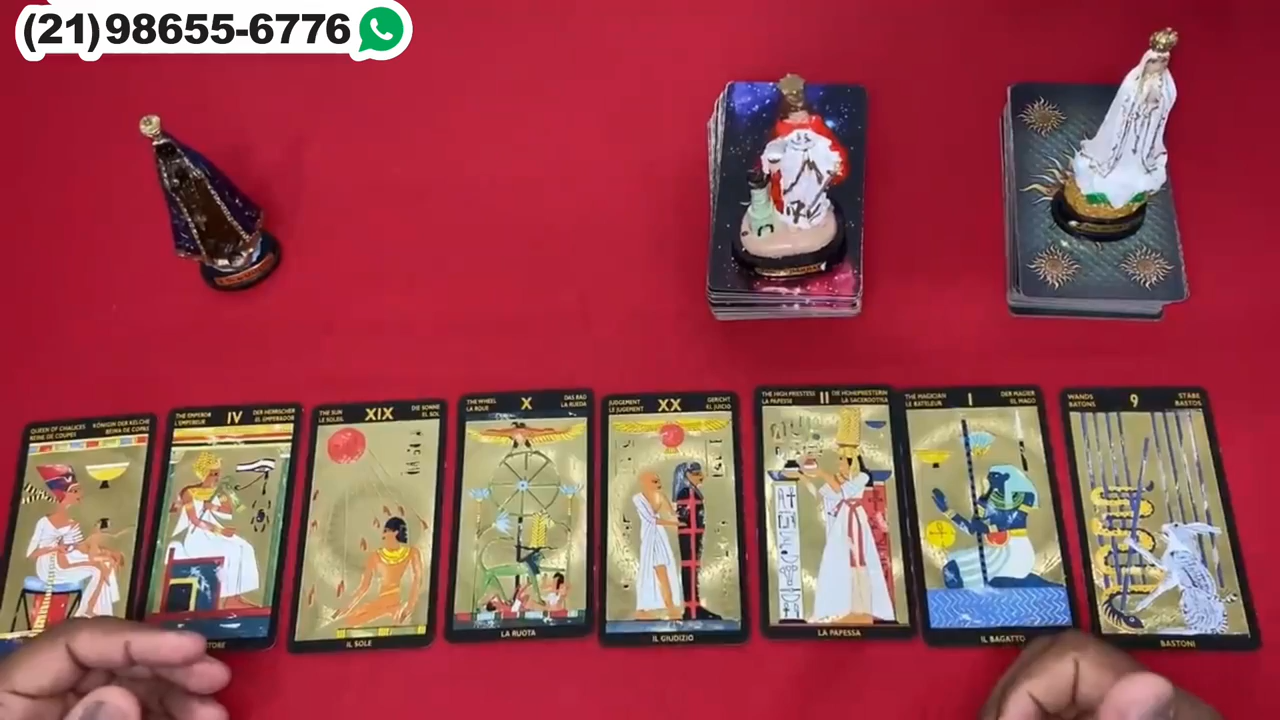 (21)98655-6776
QUEEN OF CHALICES
REINE DE COUPES
KÖNIGIN DER KELCHE
REINA DE COPAS
THE EMPEROR
L'EMPEREUR
IV
DER HERRSCHER
EL EMPERADOR
THE SUN
LE SOLEIL
XIX
DIE SONNE
EL SOL
IL SOLE
THE WHEEL
LA ROUE
X
DAS RAD
LA RUEDA
LA RUOTA
JUDGEMENT
LE JUGEMENT
XX
GERICHT
EL JUICIO
IL GIUDIZIO
THE HIGH PRIESTESS
LA PAPESSE
II
DIE HOHEPRIESTERIN
LA SACERDOTISA
LA PAPESSA
THE MAGICIAN
LE BATELEUR
I
DER MAGIER
EL MAGO
IL BAGATTO
WANDS
BATONS
9
STÄBE
BASTOS
BASTONI